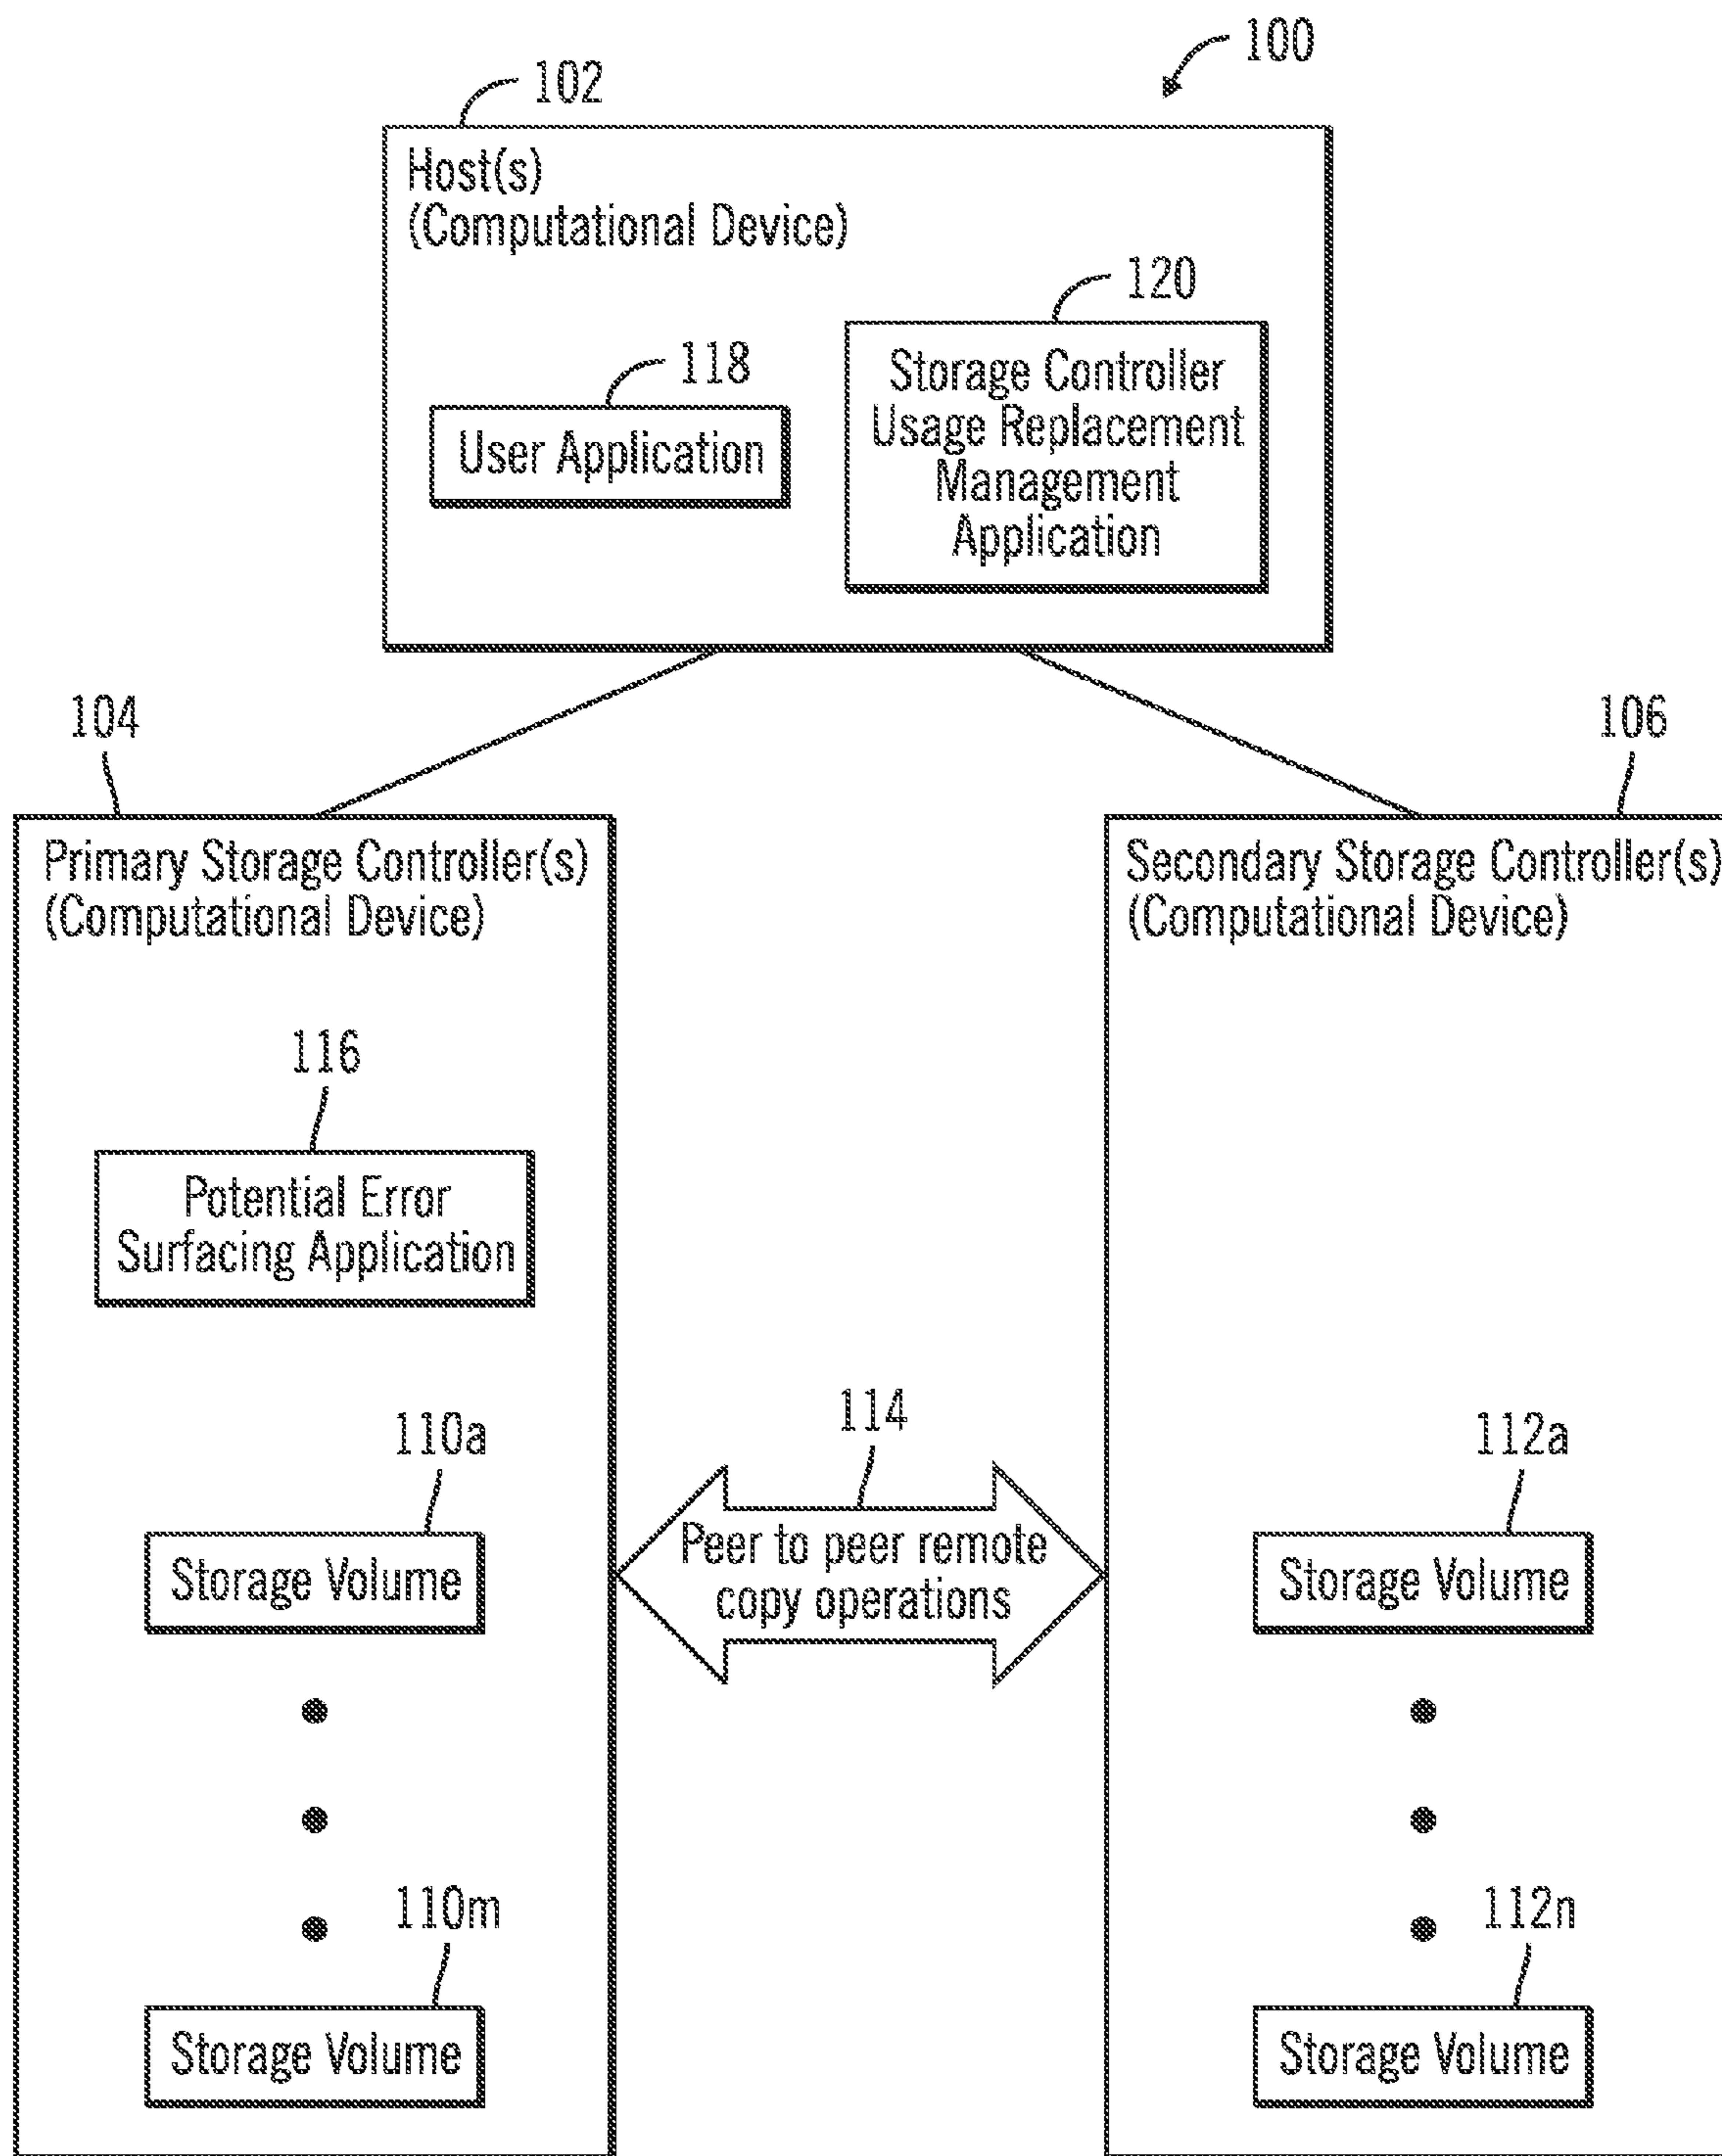 100
102
Host(s)
(Computational Device)
120
118
Storage Controller
Usage Replacement
Management
Application
User Application
104
106
Primary Storage Controller(s)
(Computational Device)
Secondary Storage Controller(s)
(Computational Device)
116
Potential Error
Surfacing Application
110a
114
112a
Storage Volume
Peer to peer remote
copy operations
Storage Volume
110m
112n
Storage Volume
Storage Volume